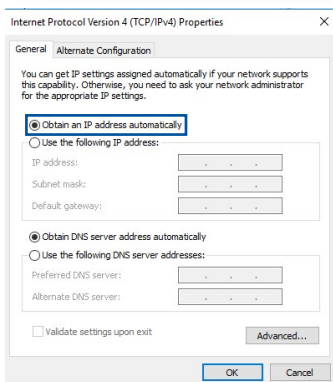 Internet Protocol Version 4 (TCP/IPv4) Properties
General Alternate Configuration
You can get IP settings assigned automatically if your network supports
this capability. Otherwise, you need to ask your network administrator
for the appropriate IP settings.
Obtain an IP address automatically
Use the following IP address:
IP address:
Subnet mask:
Default gateway:
Obtain DNS server address automatically
Use the following DNS server addresses:
Preferred DNS server:
Alternate DNS server:
Validate settings upon exit
Advanced...
OK Cancel